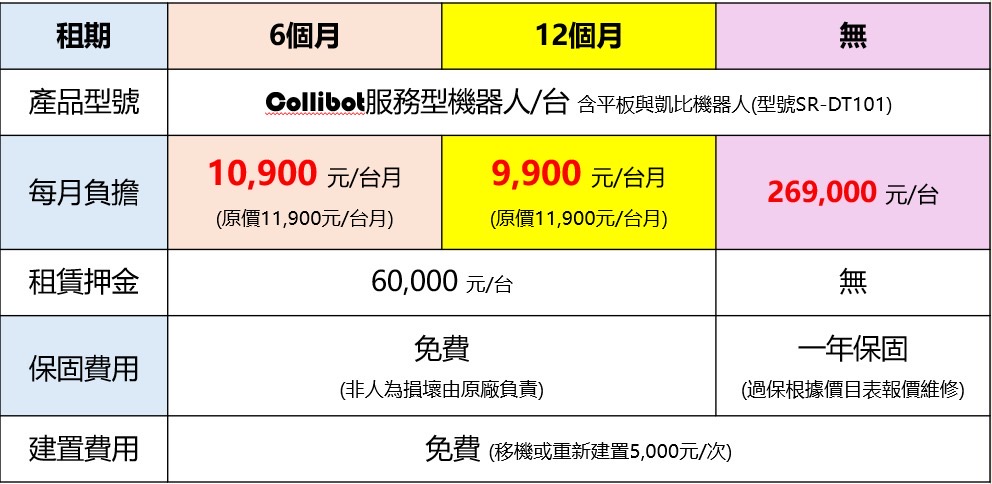 租期 6個月 12個月 無
產品型號 Collibot服務型機器人/台 含平板與凱比機器人(型號SR-DT101)
每月負擔 10,900 元/台月 9,900 元/台月 269,000 元/台
(原價11,900元/台月) (原價11,900元/台月)
租賃押金 60,000 元/台 無
保固費用 免費 一年保固
(非人為損壞由原廠負責) (過保根據價目表報價維修)
建置費用 免費 (移機或重新建置5,000元/次)